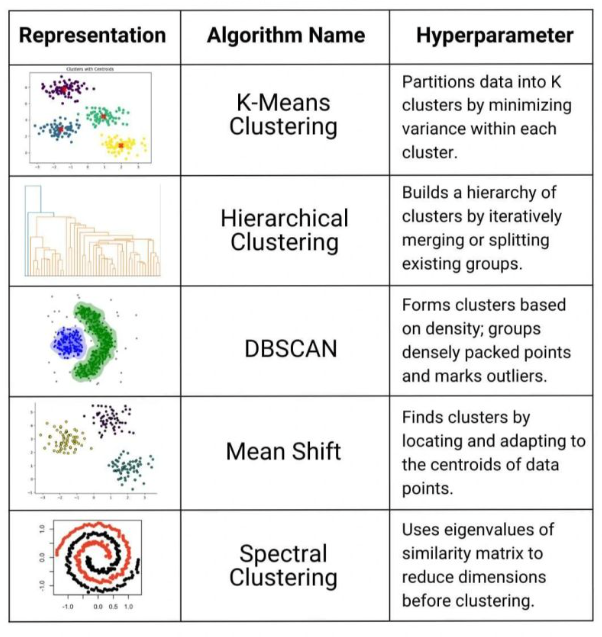 Representation
Algorithm Name
Hyperparameter
Clusters with Centroids
K-Means
Clustering
Partitions data into K
clusters by minimizing
variance within each
cluster.
Hierarchical
Clustering
Builds a hierarchy of
clusters by iteratively
merging or splitting
existing groups.
DBSCAN
Forms clusters based
on density; groups
densely packed points
and marks outliers.
Mean Shift
Finds clusters by
locating and adapting to
the centroids of data
points.
1.0
0.0
-1.0
-1.0 0.0 0.5 1.0
Spectral
Clustering
Uses eigenvalues of
similarity matrix to
reduce dimensions
before clustering.